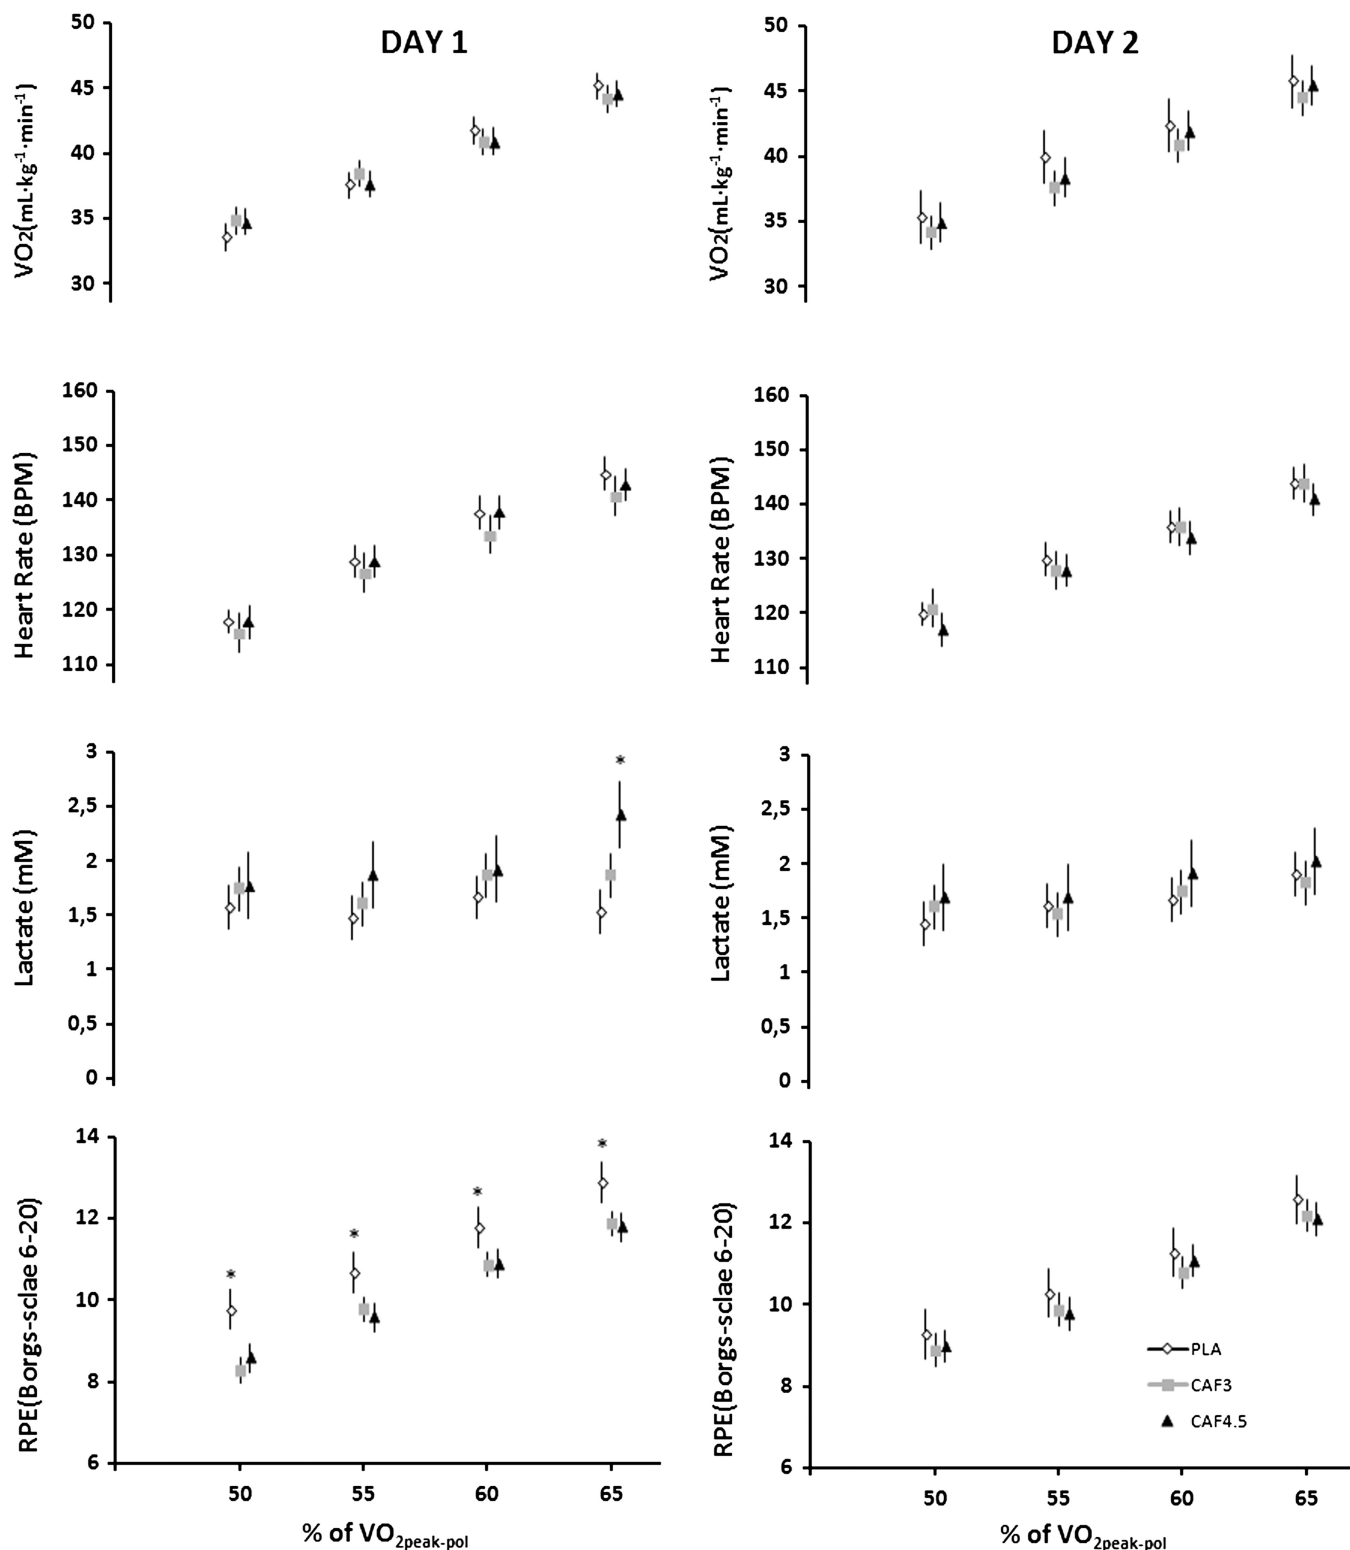 DAY 1
50
45
40
35
30
VO2(mL·kg⁻¹·min⁻¹)
DAY 2
50
45
40
35
30
VO2(mL·kg⁻¹·min⁻¹)
160
150
140
130
120
110
Heart Rate (BPM)
160
150
140
130
120
110
Heart Rate (BPM)
3
2,5
2
1,5
1
0,5
0
Lactate (mM)
*
3
2,5
2
1,5
1
0,5
0
Lactate (mM)
14
12
10
8
6
RPE(Borgs-sclae 6-20)
* * * *
50 55 60 65
% of VO₂peak-pol
14
12
10
8
6
RPE(Borgs-sclae 6-20)
PLA
CAF3
CAF4.5
50 55 60 65
% of VO₂peak-pol